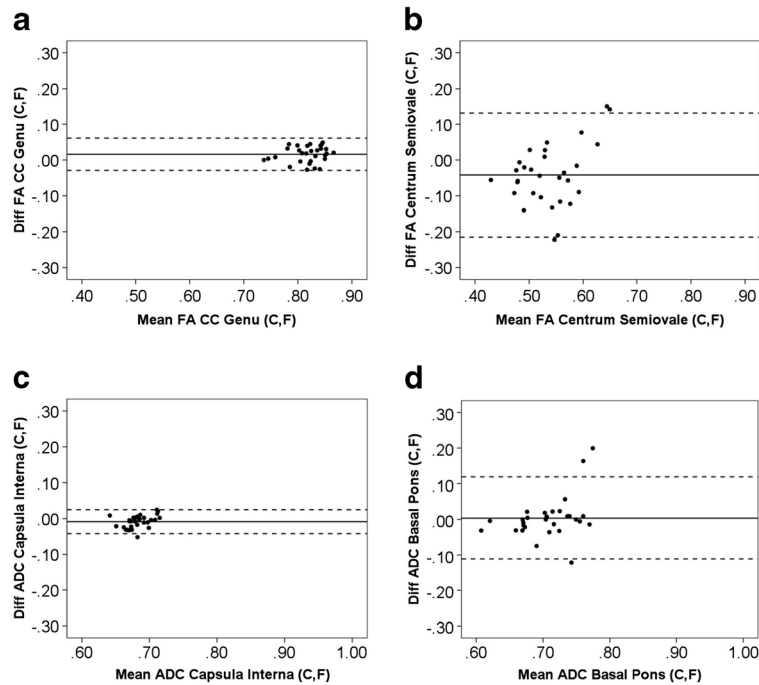 a
Diff FA CC Genu (C,F)
.30
.20
.10
.00
-.10
-.20
-.30
.40 .50 .60 .70 .80 .90
Mean FA CC Genu (C,F)
b
Diff FA Centrum Semiovale (C,F)
.30
.20
.10
.00
-.10
-.20
-.30
.40 .50 .60 .70 .80 .90
Mean FA Centrum Semiovale (C,F)
c
Diff ADC Capsula Interna (C,F)
.30
.20
.10
.00
-.10
-.20
-.30
.60 .70 .80 .90 1.00
Mean ADC Capsula Interna (C,F)
d
Diff ADC Basal Pons (C,F)
.30
.20
.10
.00
-.10
-.20
-.30
.60 .70 .80 .90 1.00
Mean ADC Basal Pons (C,F)